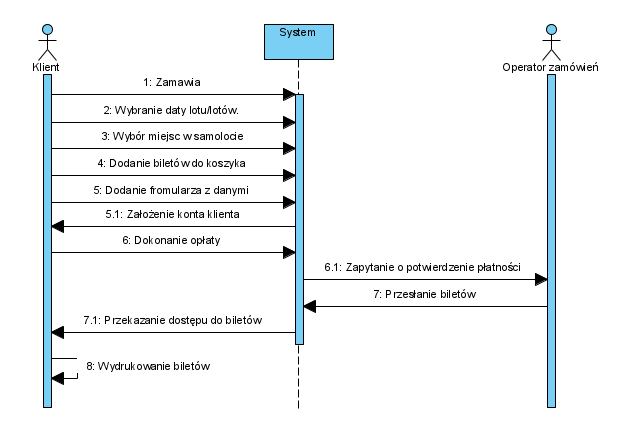 System
Klient
Operator zamówień
1: Zamawia
2: Wybranie daty lotu/lotów.
3: Wybór miejsc w samolocie
4: Dodanie biletów do koszyka
5: Dodanie fromularza z danymi
5.1: Założenie konta klienta
6: Dokonanie opłaty
6.1: Zapytanie o potwierdzenie płatności
7: Przesłanie biletów
7.1: Przekazanie dostępu do biletów
8: Wydrukowanie biletów